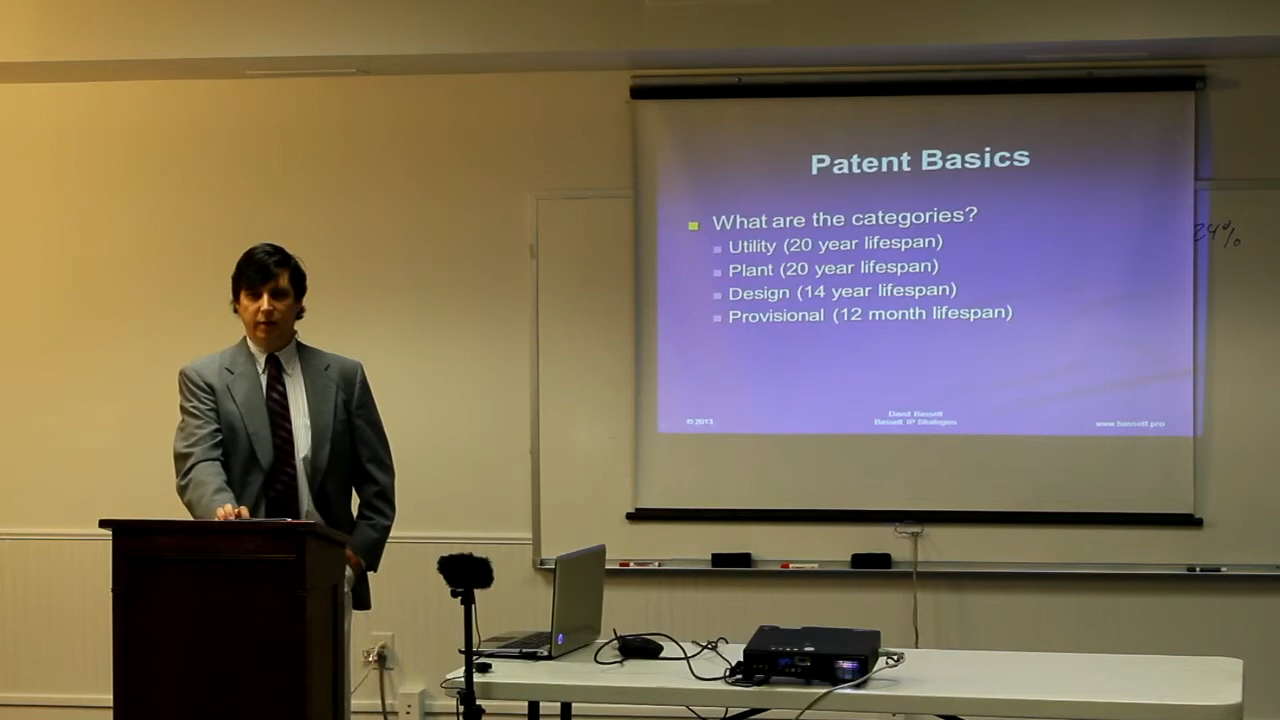 Patent Basics
What are the categories?
Utility (20 year lifespan)
Plant (20 year lifespan)
Design (14 year lifespan)
Provisional (12 month lifespan)
© 2013
David Bassett
Bassett IP Strategies
www.bassett.pro
24%